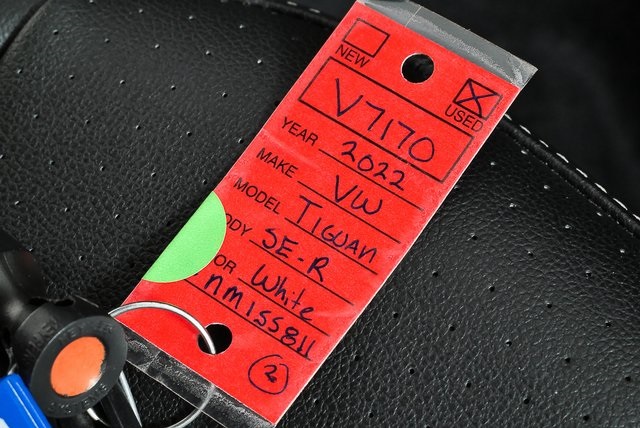 NEW
USED
V7170
YEAR 2022
MAKE VW
MODEL TIGUAN
ODY SE-R
OR White
nm155811
2